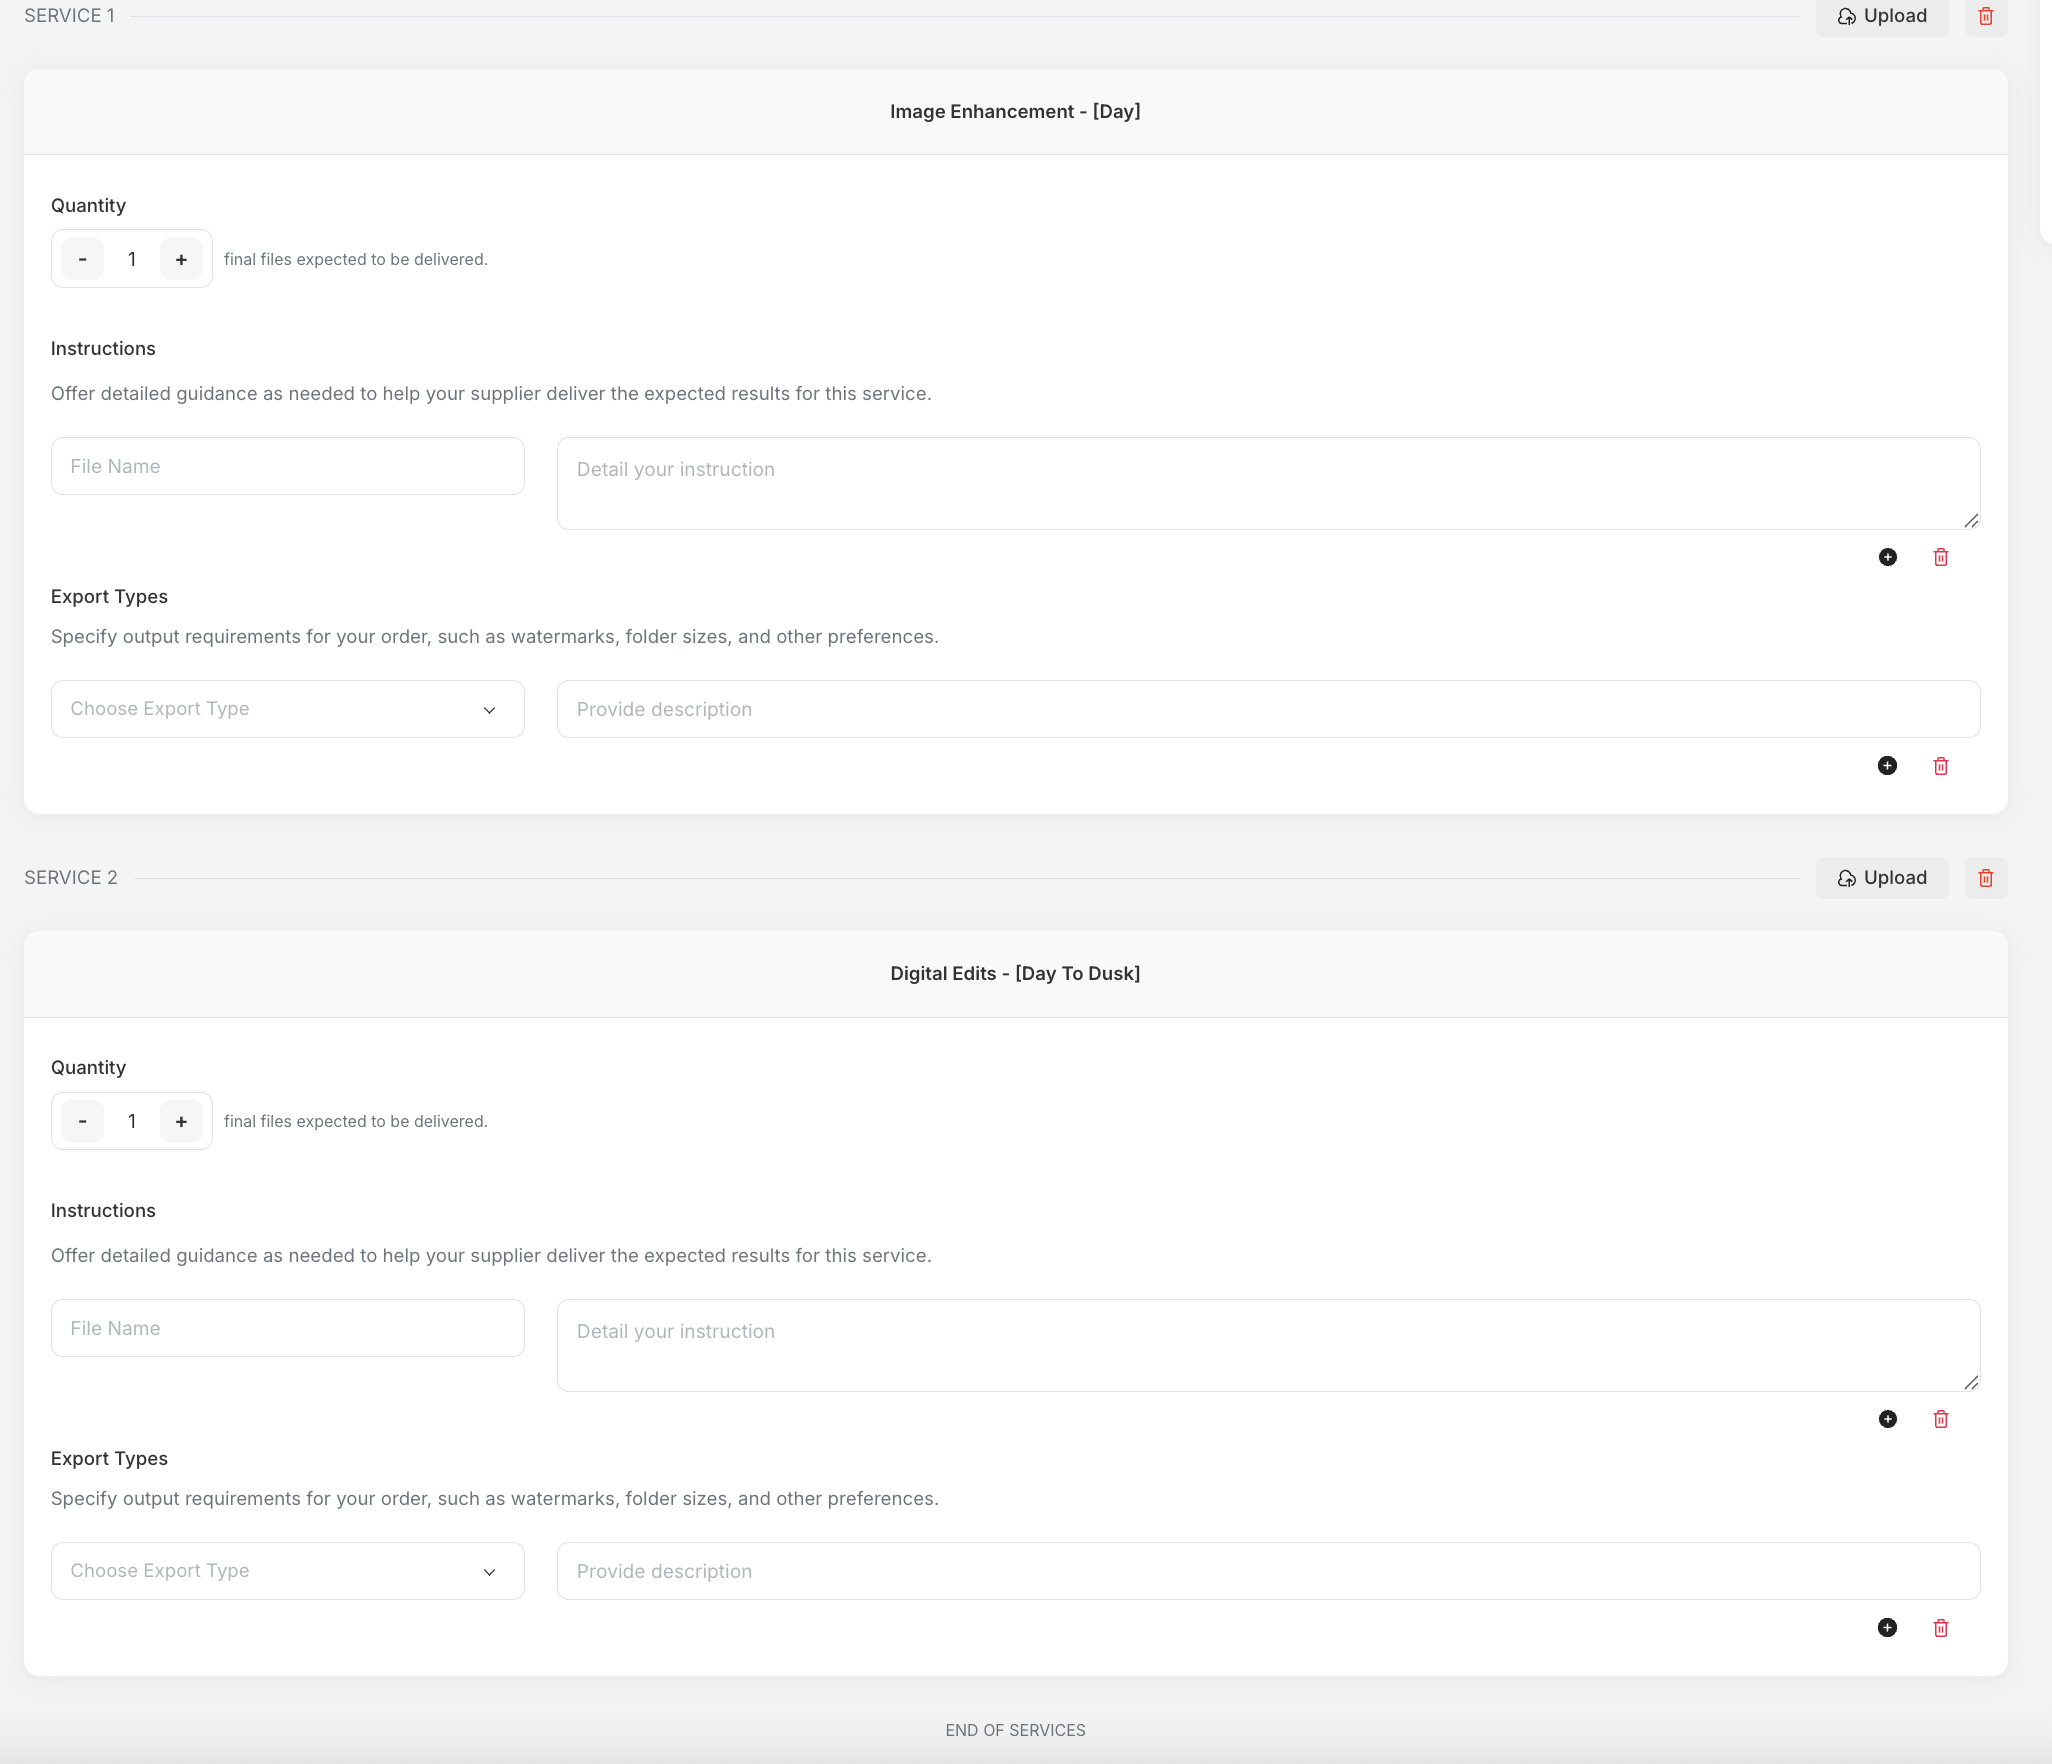 SERVICE 1
Upload
Image Enhancement - [Day]
Quantity
- 1 + final files expected to be delivered.
Instructions
Offer detailed guidance as needed to help your supplier deliver the expected results for this service.
File Name
Detail your instruction
Export Types
Specify output requirements for your order, such as watermarks, folder sizes, and other preferences.
Choose Export Type
Provide description
SERVICE 2
Upload
Digital Edits - [Day To Dusk]
Quantity
- 1 + final files expected to be delivered.
Instructions
Offer detailed guidance as needed to help your supplier deliver the expected results for this service.
File Name
Detail your instruction
Export Types
Specify output requirements for your order, such as watermarks, folder sizes, and other preferences.
Choose Export Type
Provide description
END OF SERVICES